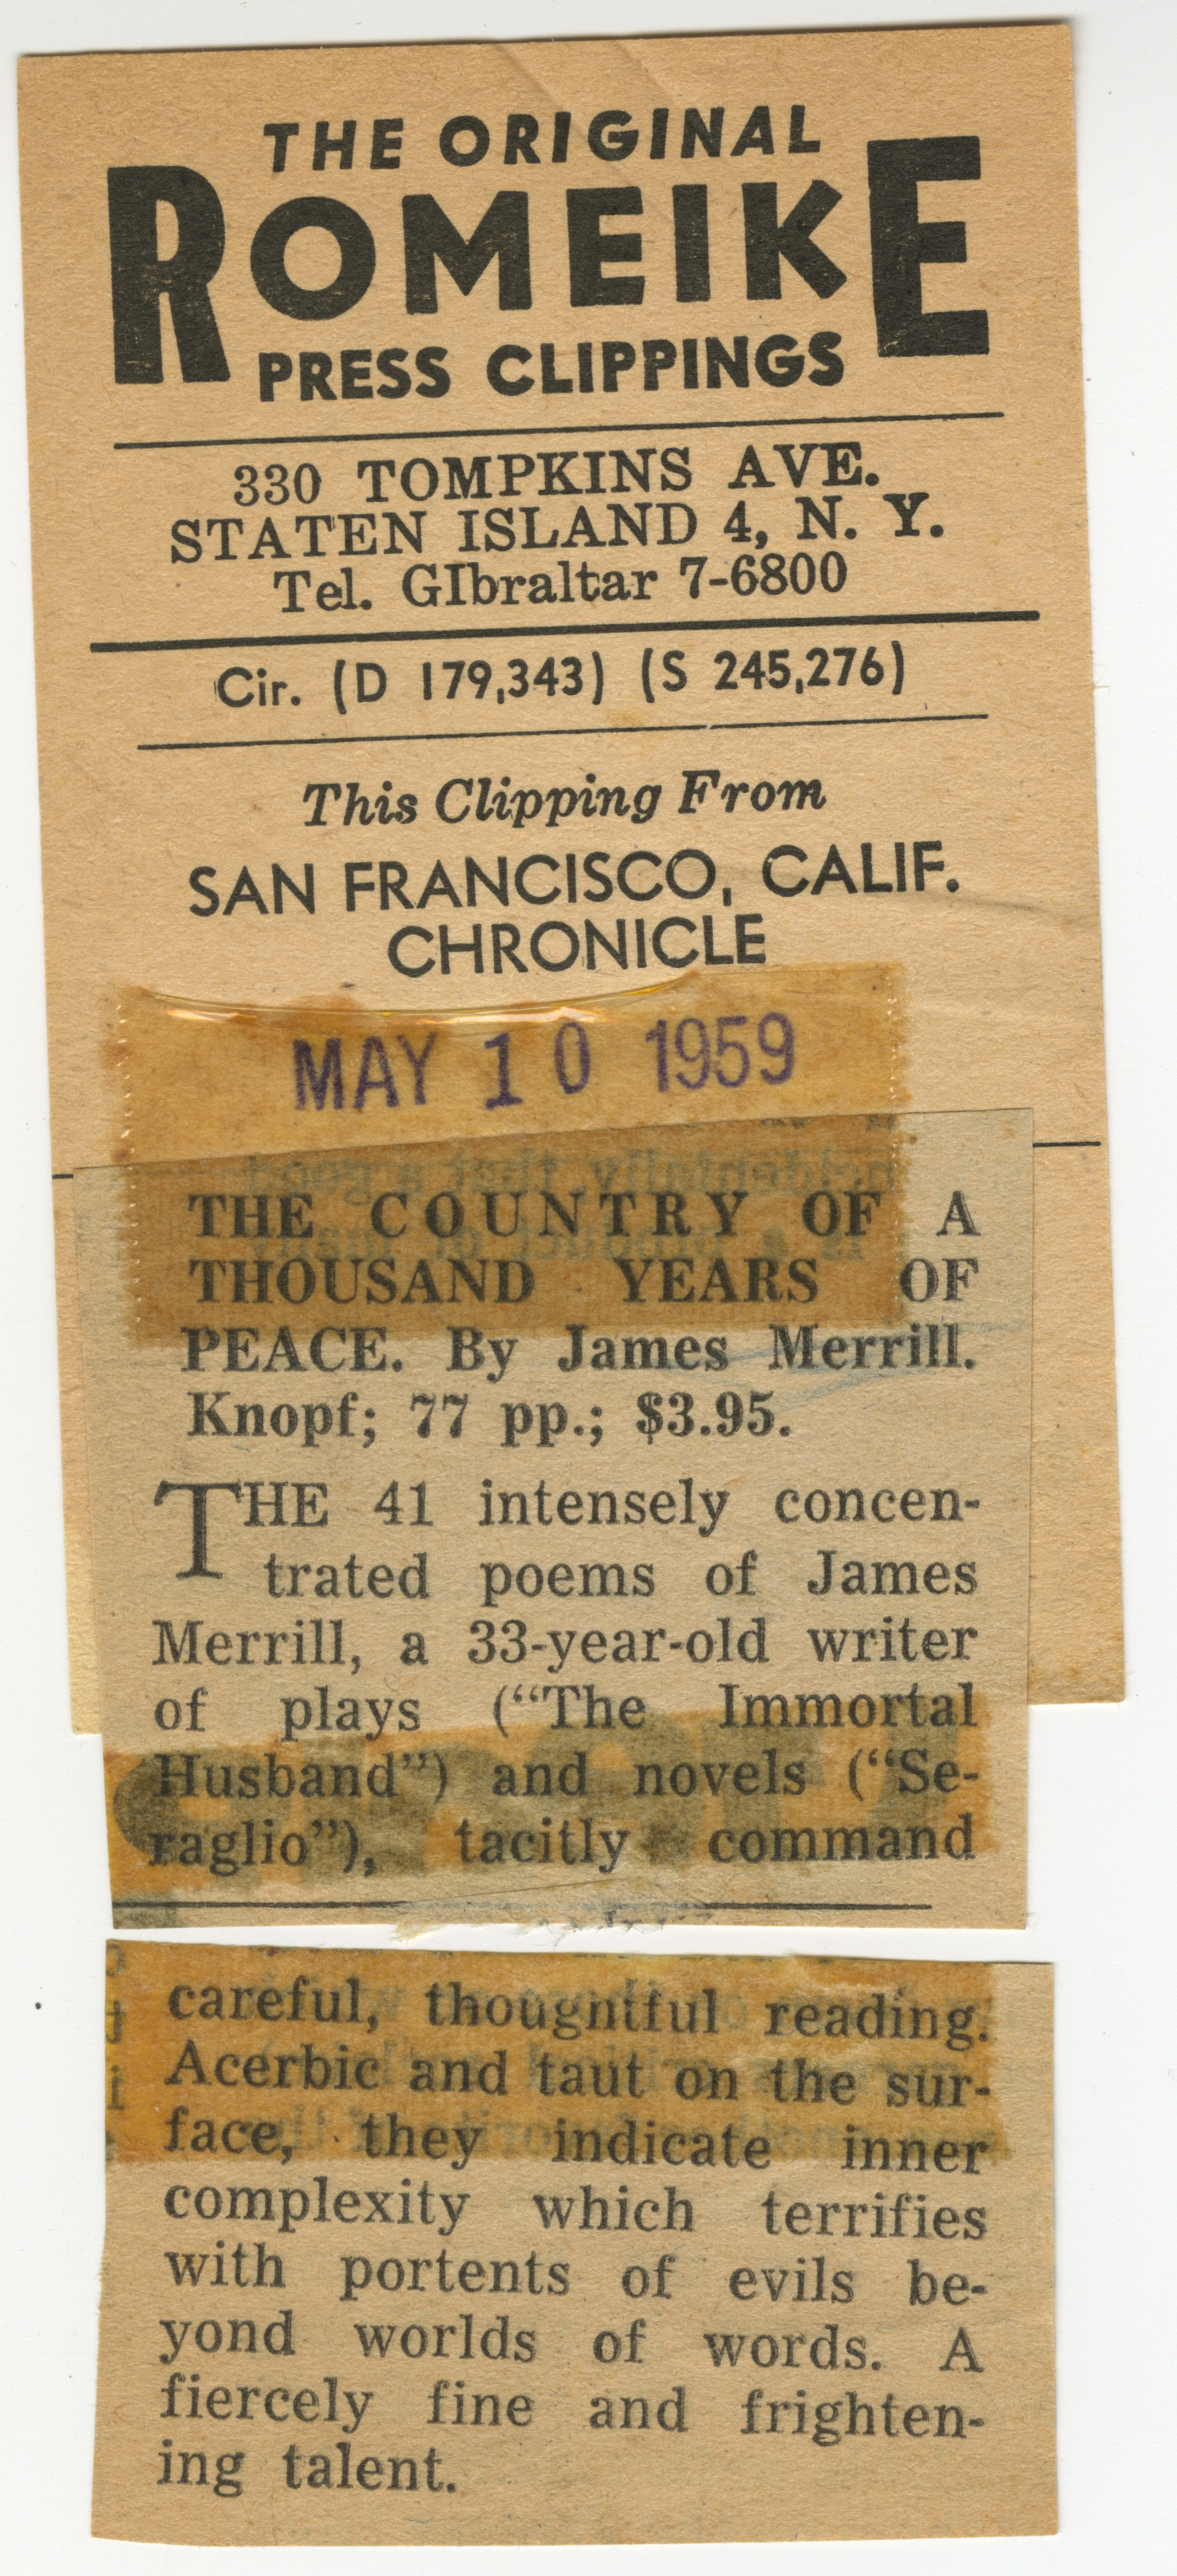 THE ORIGINAL
ROMEIKE
PRESS CLIPPINGS
330 TOMPKINS AVE.
STATEN ISLAND 4, N. Y.
Tel. GIbraltar 7-6800
Cir. (D 179,343) (S 245,276)
This Clipping From
SAN FRANCISCO, CALIF.
CHRONICLE
MAY 10 1959
THE COUNTRY OF A
THOUSAND YEARS OF
PEACE. By James Merrill.
Knopf; 77 pp.; $3.95.
THE 41 intensely concen-
trated poems of James
Merrill, a 33-year-old writer
of plays (“The Immortal
Husband”) and novels (“Se-
raglio”), tacitly command
careful, thoughtful reading.
Acerbic and taut on the sur-
face, they indicate inner
complexity which terrifies
with portents of evils be-
yond worlds of words. A
fiercely fine and frighten-
ing talent.